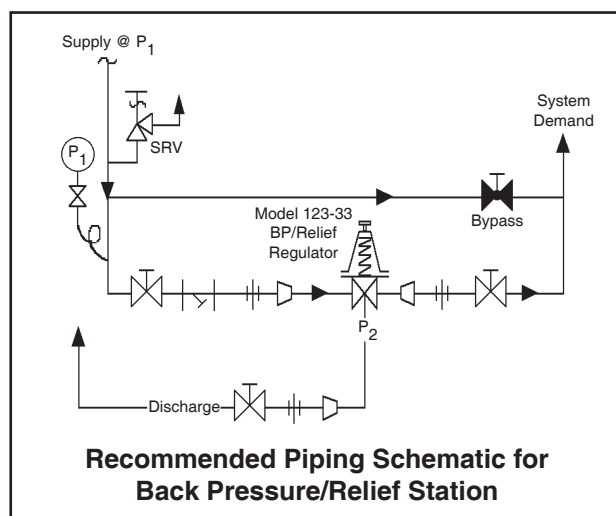 Supply @ P1
SRV
P1
System
Demand
Model 123-33
BP/Relief
Regulator
Bypass
P2
Discharge
Recommended Piping Schematic for
Back Pressure/Relief Station